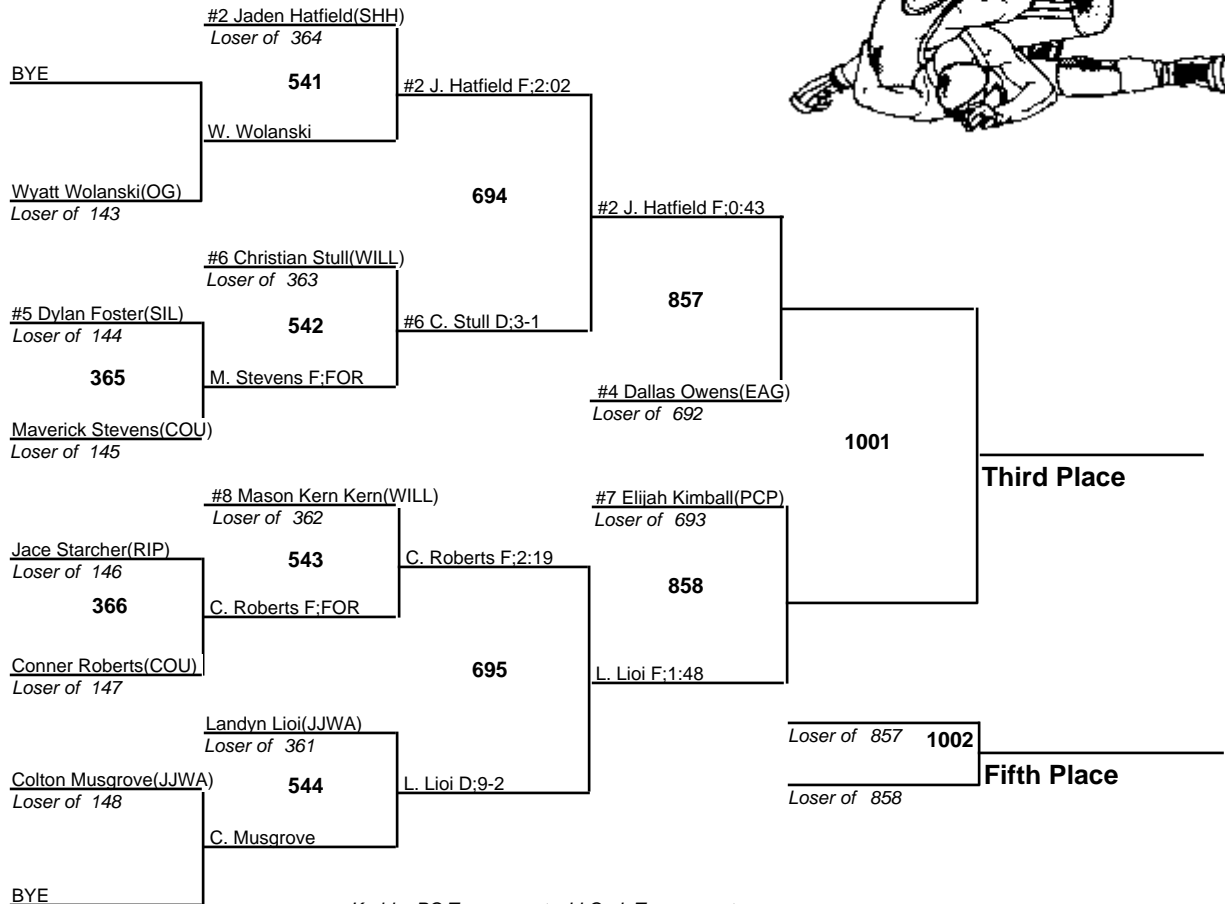 #2 Jaden Hatfield(SHH)
Loser of 364
BYE
541
#2 J. Hatfield F;2:02
W. Wolanski
Wyatt Wolanski(OG)
Loser of 143
694
#2 J. Hatfield F;0:43
#6 Christian Stull(WILL)
Loser of 363
857
#5 Dylan Foster(SIL)
Loser of 144
542
#6 C. Stull D;3-1
365
M. Stevens F;FOR
#4 Dallas Owens(EAG)
Loser of 692
Maverick Stevens(COU)
Loser of 145
1001
Third Place
#8 Mason Kern Kern(WILL)
Loser of 362
#7 Elijah Kimball(PCP)
Loser of 693
Jace Starcher(RIP)
Loser of 146
543
C. Roberts F;2:19
858
366
C. Roberts F;FOR
Conner Roberts(COU)
Loser of 147
695
L. Lioi F;1:48
Landyn Lioi(JJWA)
Loser of 361
Loser of 857
1002
Fifth Place
Colton Musgrove(JJWA)
Loser of 148
544
L. Lioi D;9-2
Loser of 858
C. Musgrove
BYE